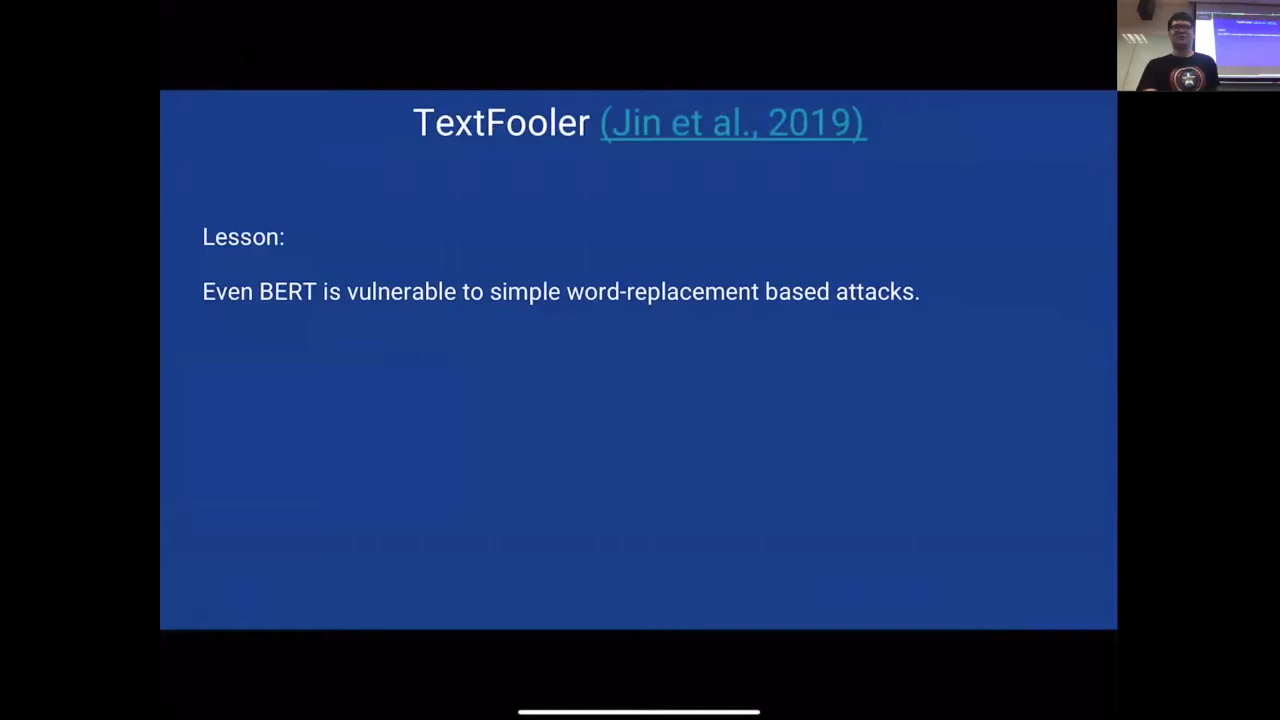 TextFooler (Jin et al., 2019)
Lesson:
Even BERT is vulnerable to simple word-replacement based attacks.